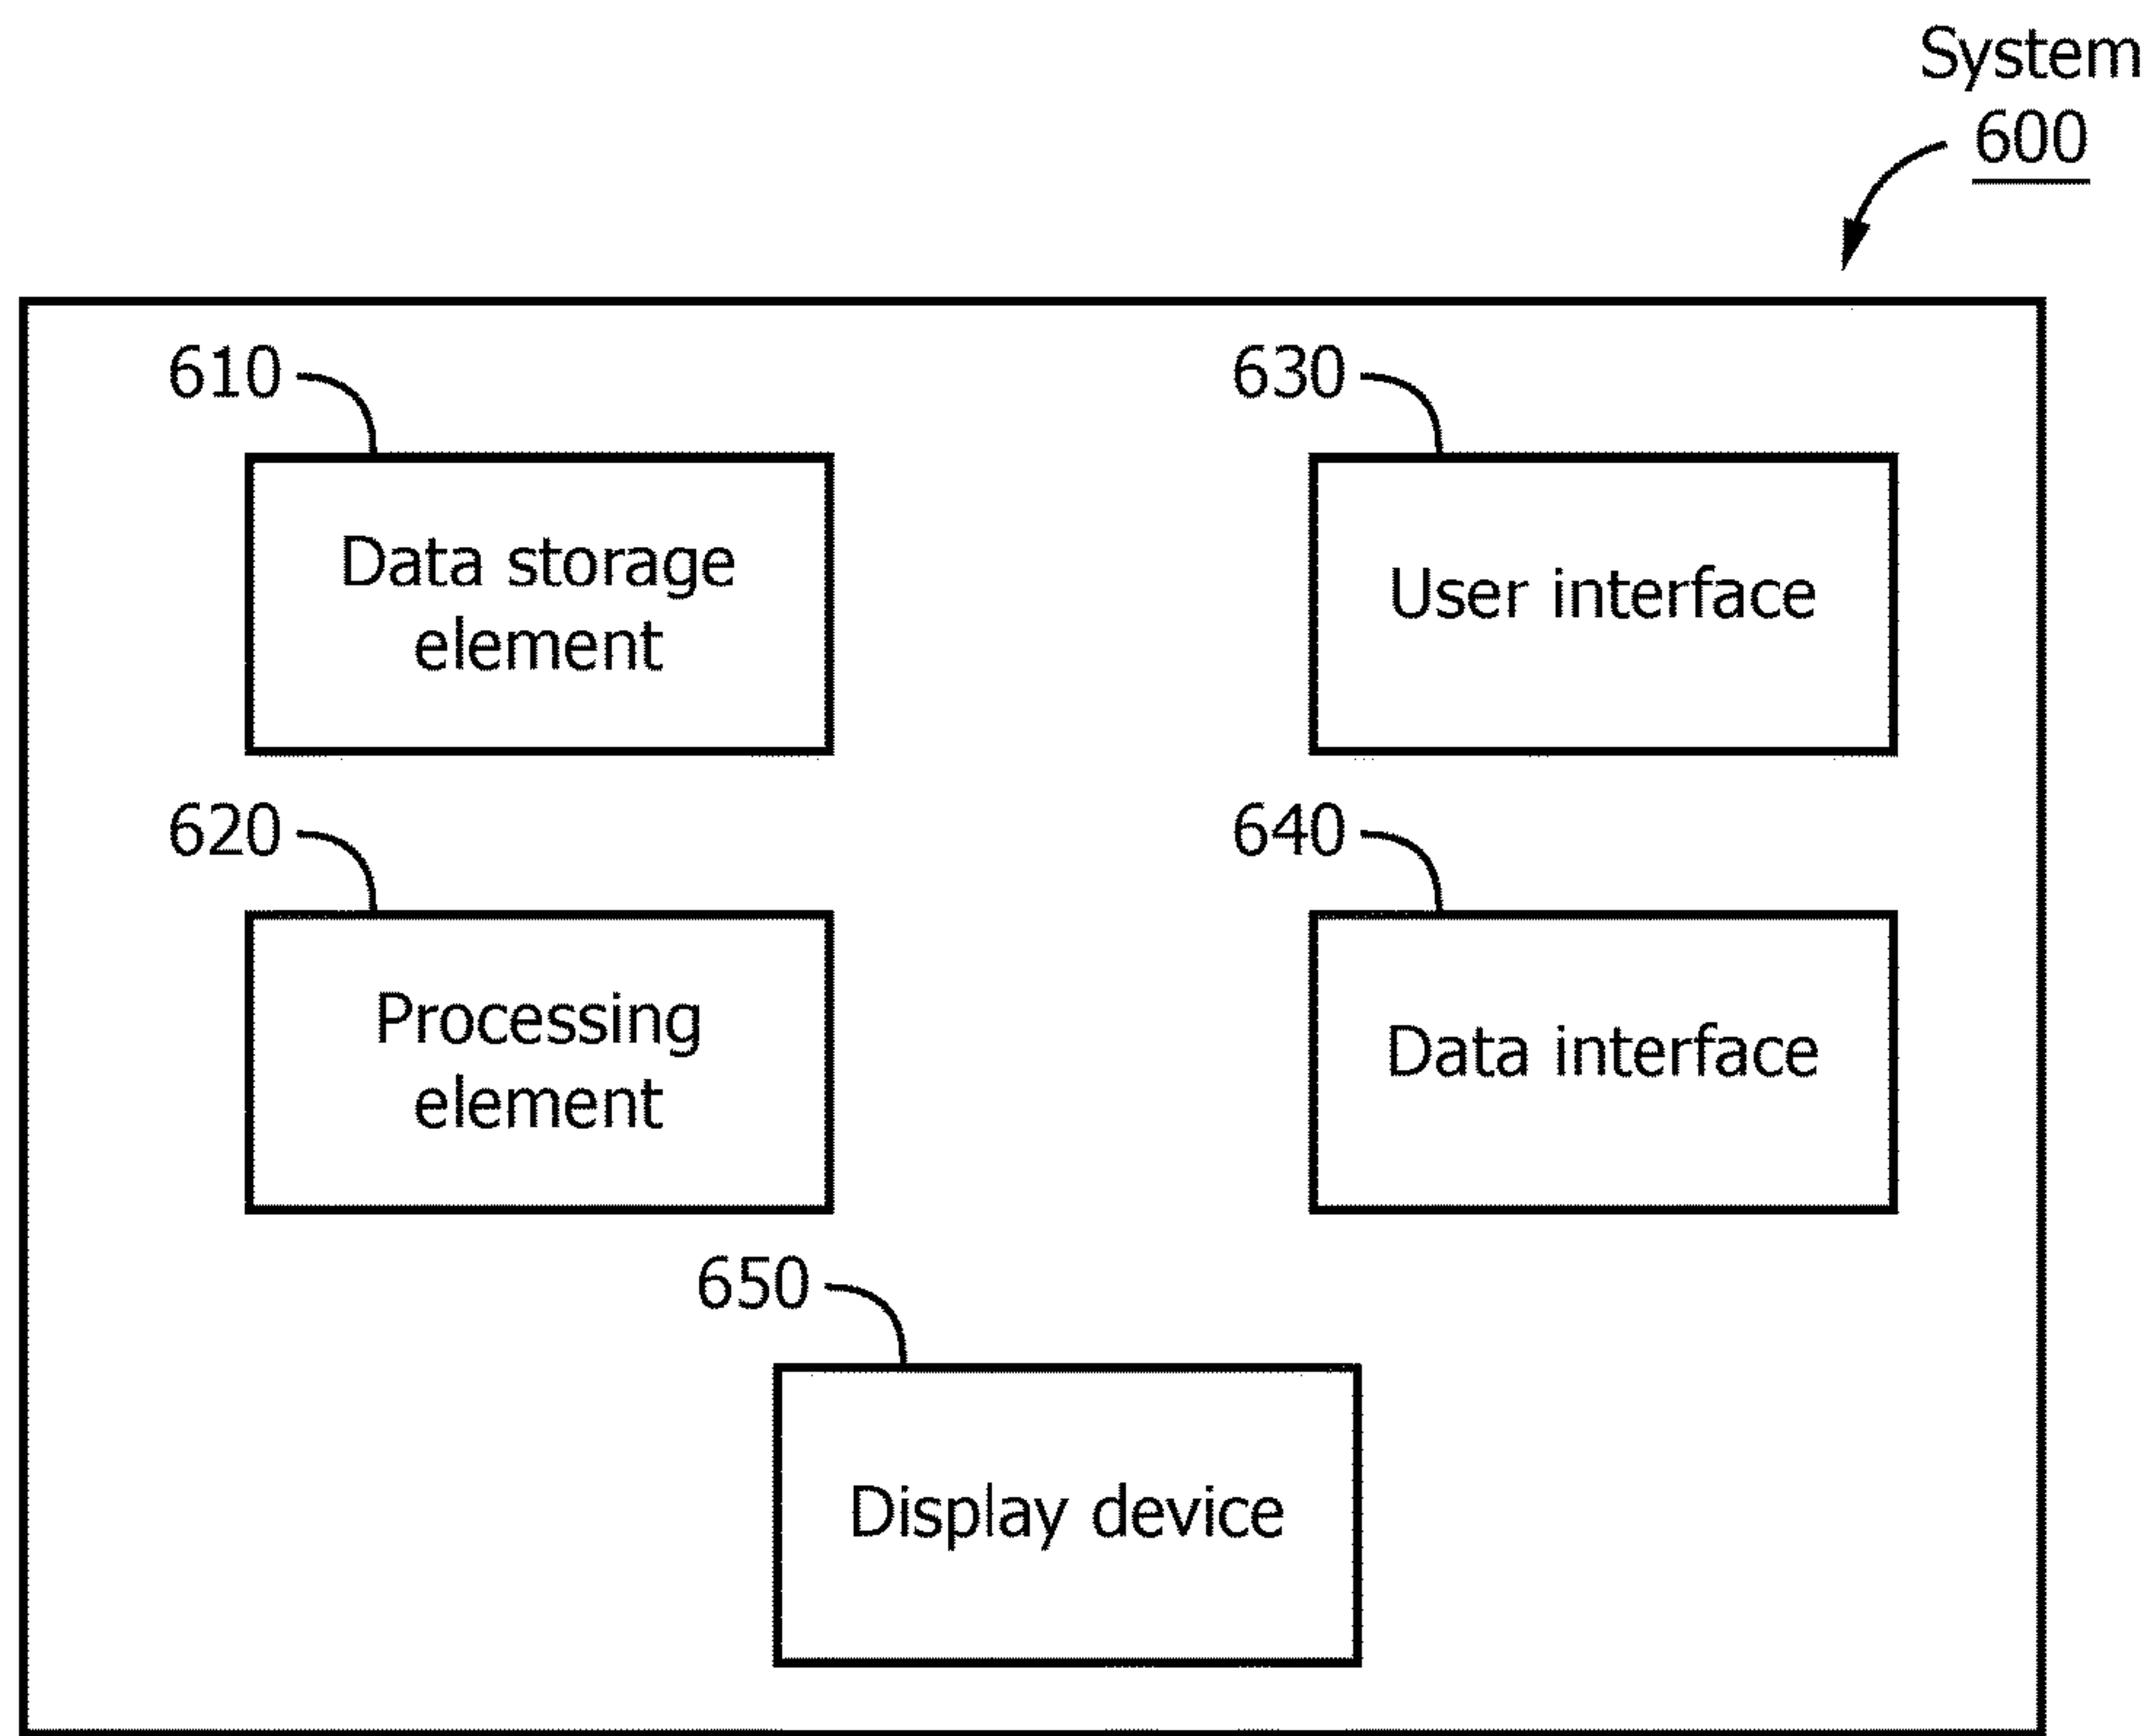 System
600
610
Data storage
element
630
User interface
620
Processing
element
640
Data interface
650
Display device